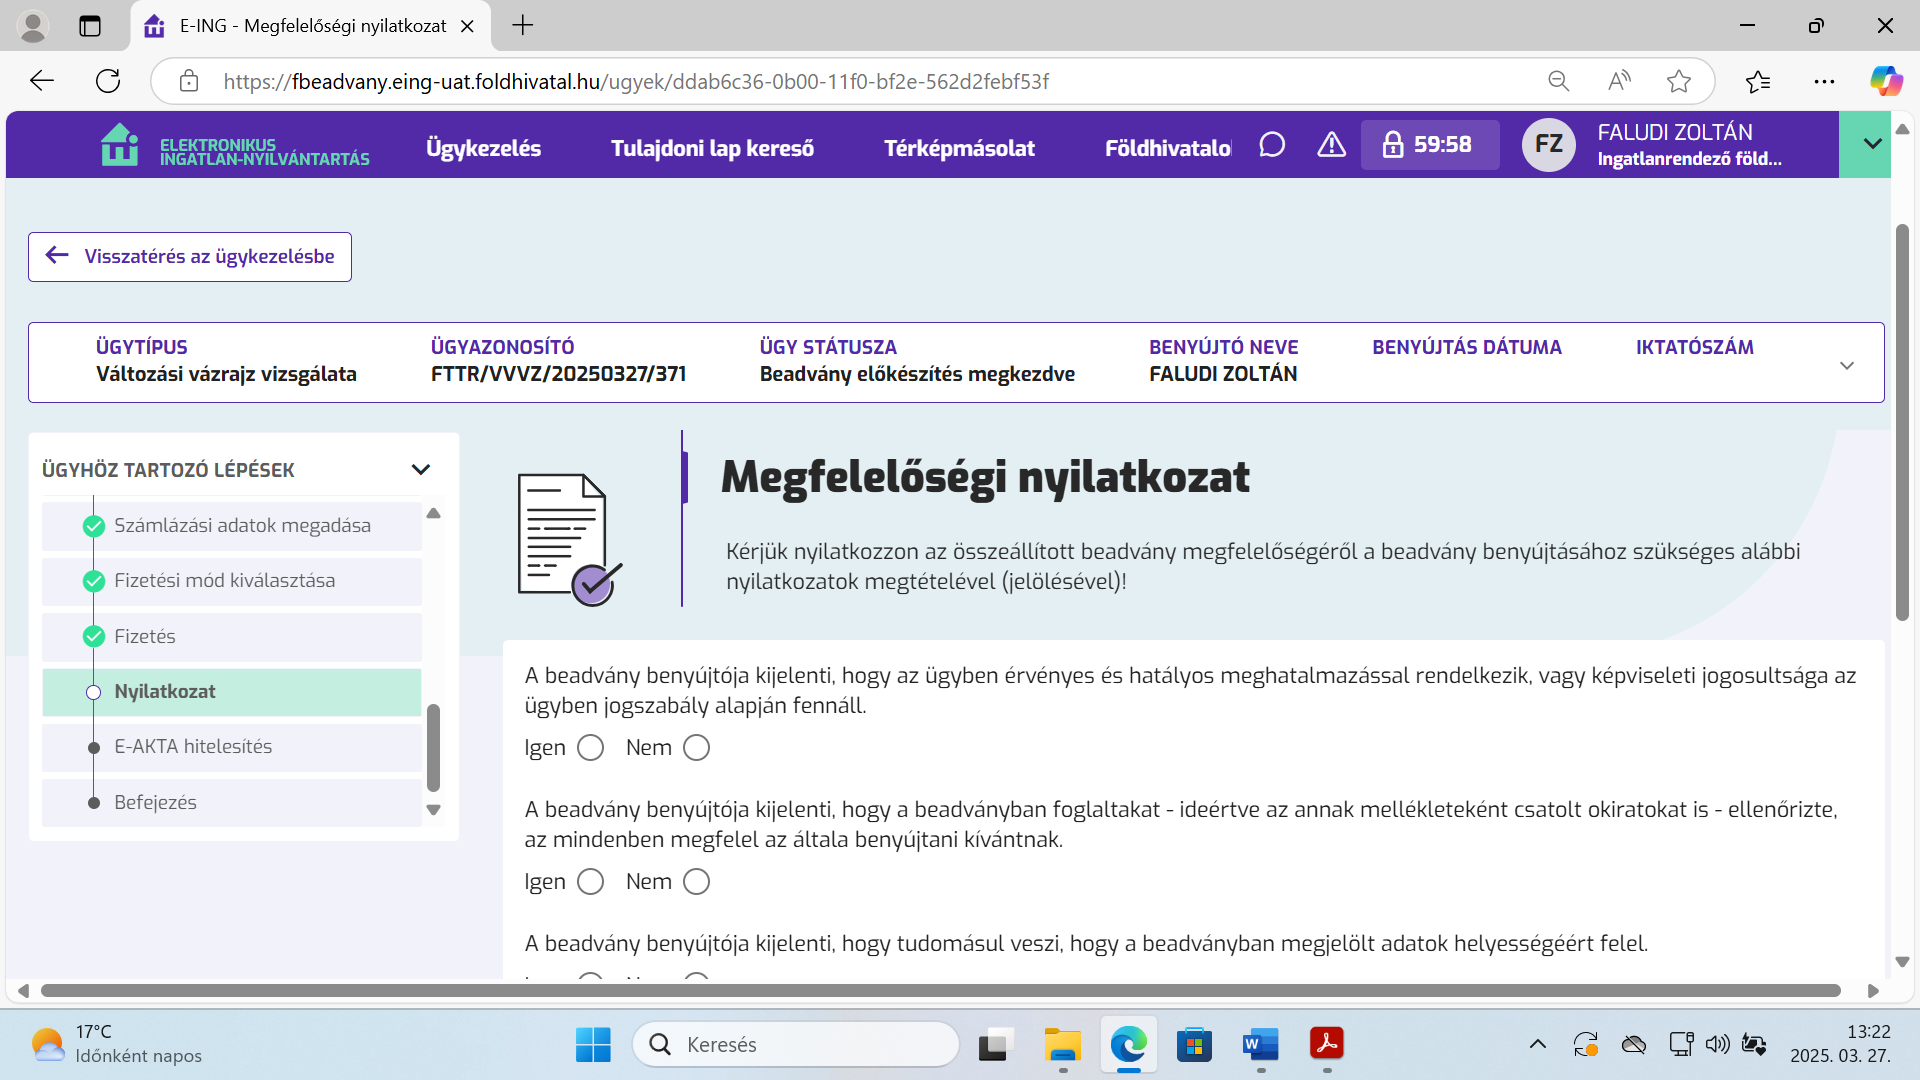 E-ING - Megfelelőségi nyilatkozat
https://fbeadvany.eing-uat.foldhivatal.hu/ugyek/ddab6c36-0b00-11f0-bf2e-562d2febf53f
ELEKTRONIKUS
INGATLAN-NYILVÁNTARTÁS
Ügykezelés
Tulajdoni lap kereső
Térképmásolat
Földhivatalo
59:58
FZ
FALUDI ZOLTÁN
Ingatlanrendező föld...
Visszatérés az ügykezelésbe
ÜGYTÍPUS
Változási vázrajz vizsgálata
ÜGYAZONOSÍTÓ
FTTR/VVVZ/20250327/371
ÜGY STÁTUSZA
Beadvány előkészítés megkezdve
BENYÚJTÓ NEVE
FALUDI ZOLTÁN
BENYÚJTÁS DÁTUMA
IKTATÓSZÁM
ÜGYHÖZ TARTOZÓ LÉPÉSEK
Számlázási adatok megadása
Fizetési mód kiválasztása
Fizetés
Nyilatkozat
E-AKTA hitelesítés
Befejezés
Megfelelőségi nyilatkozat
Kérjük nyilatkozzon az összeállított beadvány megfelelőségéről a beadvány benyújtásához szükséges alábbi
nyilatkozatok megtételével (jelölésével)!
A beadvány benyújtója kijelenti, hogy az ügyben érvényes és hatályos meghatalmazással rendelkezik, vagy képviseleti jogosultsága az
ügyben jogszabály alapján fennáll.
Igen Nem
A beadvány benyújtója kijelenti, hogy a beadványban foglaltakat - ideértve az annak mellékleteként csatolt okiratokat is - ellenőrizte,
az mindenben megfelel az általa benyújtani kívántnak.
Igen Nem
A beadvány benyújtója kijelenti, hogy tudomásul veszi, hogy a beadványban megjelölt adatok helyességéért felel.
17°C
Időnként napos
Keresés
13:22
2025. 03. 27.